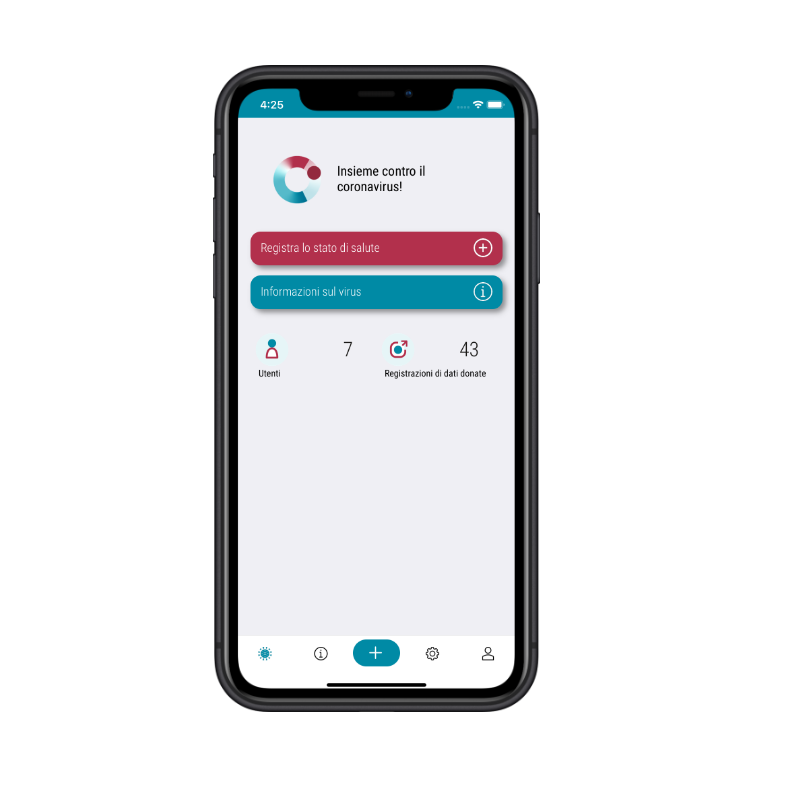 4:25
Insieme contro il
coronavirus!
Registra lo stato di salute
Informazioni sul virus
7
43
Utenti
Registrazioni di dati donate